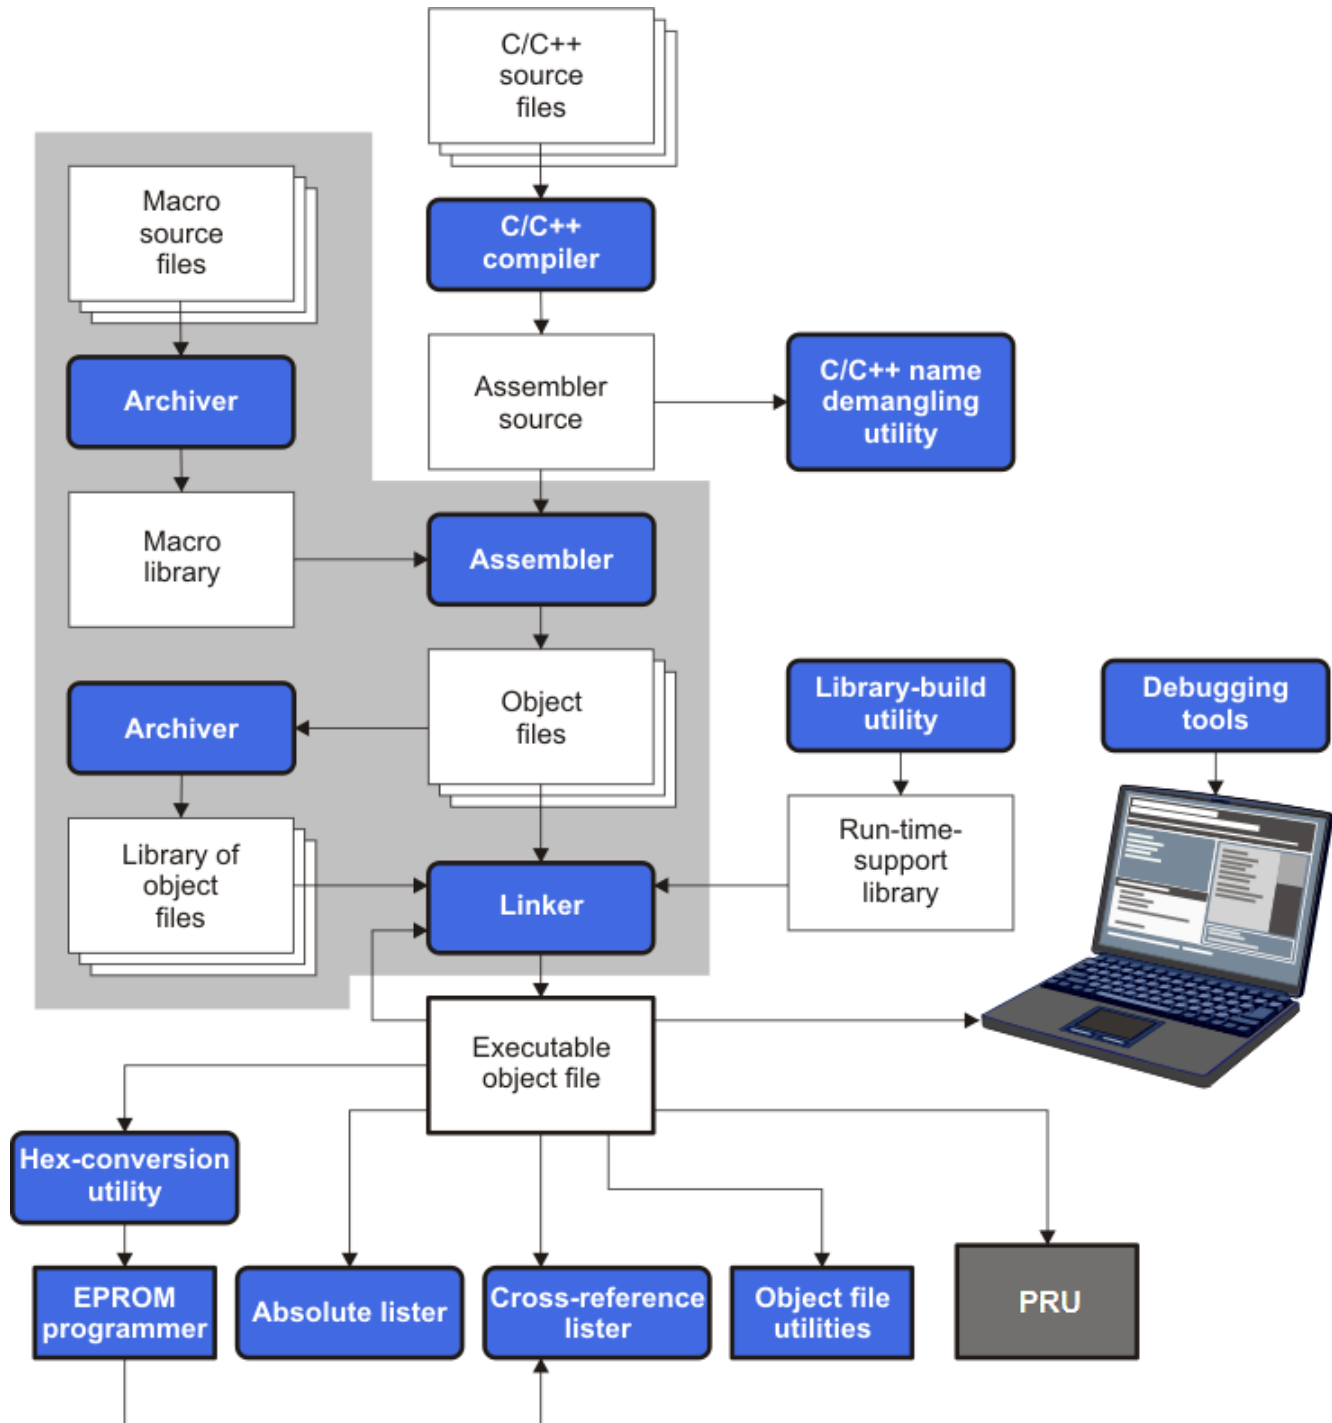 C/C++
source
files
Macro
source
files
C/C++
compiler
Archiver
Assembler
source
C/C++ name
demangling
utility
Macro
library
Assembler
Archiver
Object
files
Library-build
utility
Debugging
tools
Library of
object
files
Linker
Run-time-
support
library
Executable
object file
Hex-conversion
utility
EPROM
programmer
Absolute lister
Cross-reference
lister
Object file
utilities
PRU